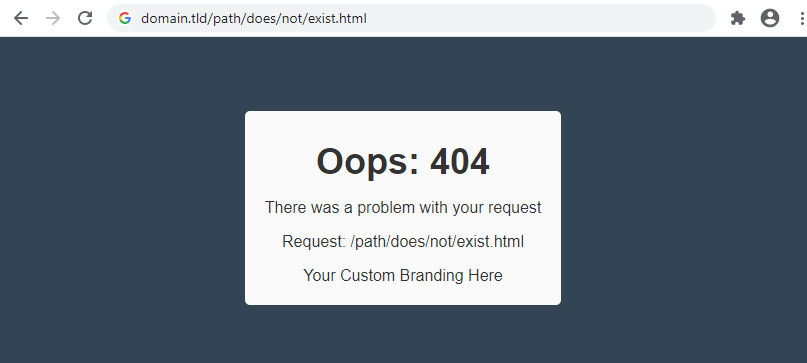 domain.tld/path/does/not/exist.html
Oops: 404
There was a problem with your request
Request: /path/does/not/exist.html
Your Custom Branding Here